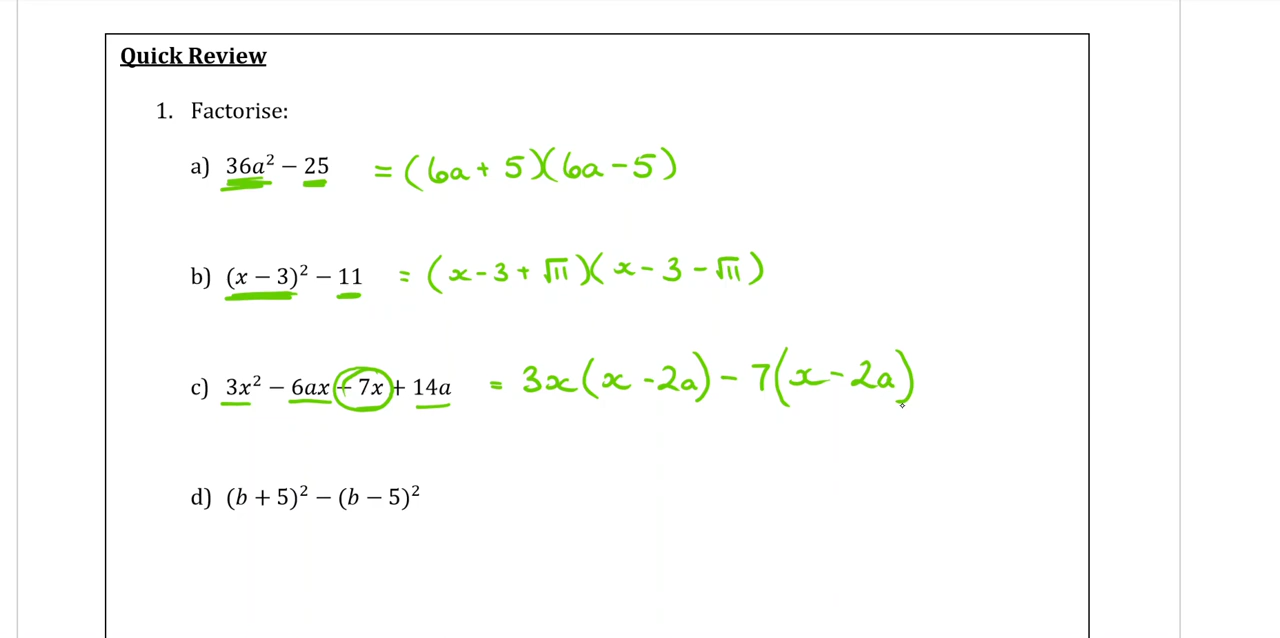 Quick Review
1. Factorise:
a) 36a² − 25 = (6a + 5)(6a − 5)
b) (x − 3)² − 11 = (x − 3 + √11)(x − 3 − √11)
c) 3x² − 6ax − 7x + 14a = 3x(x − 2a) − 7(x − 2a)
d) (b + 5)² − (b − 5)²